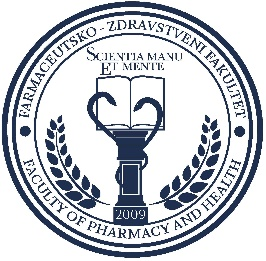 FARMACEUTSKO - ZDRAVSTVENI FAKULTET
SCIENTIA MANU
ET MENTE
2009
FACULTY OF PHARMACY AND HEALTH